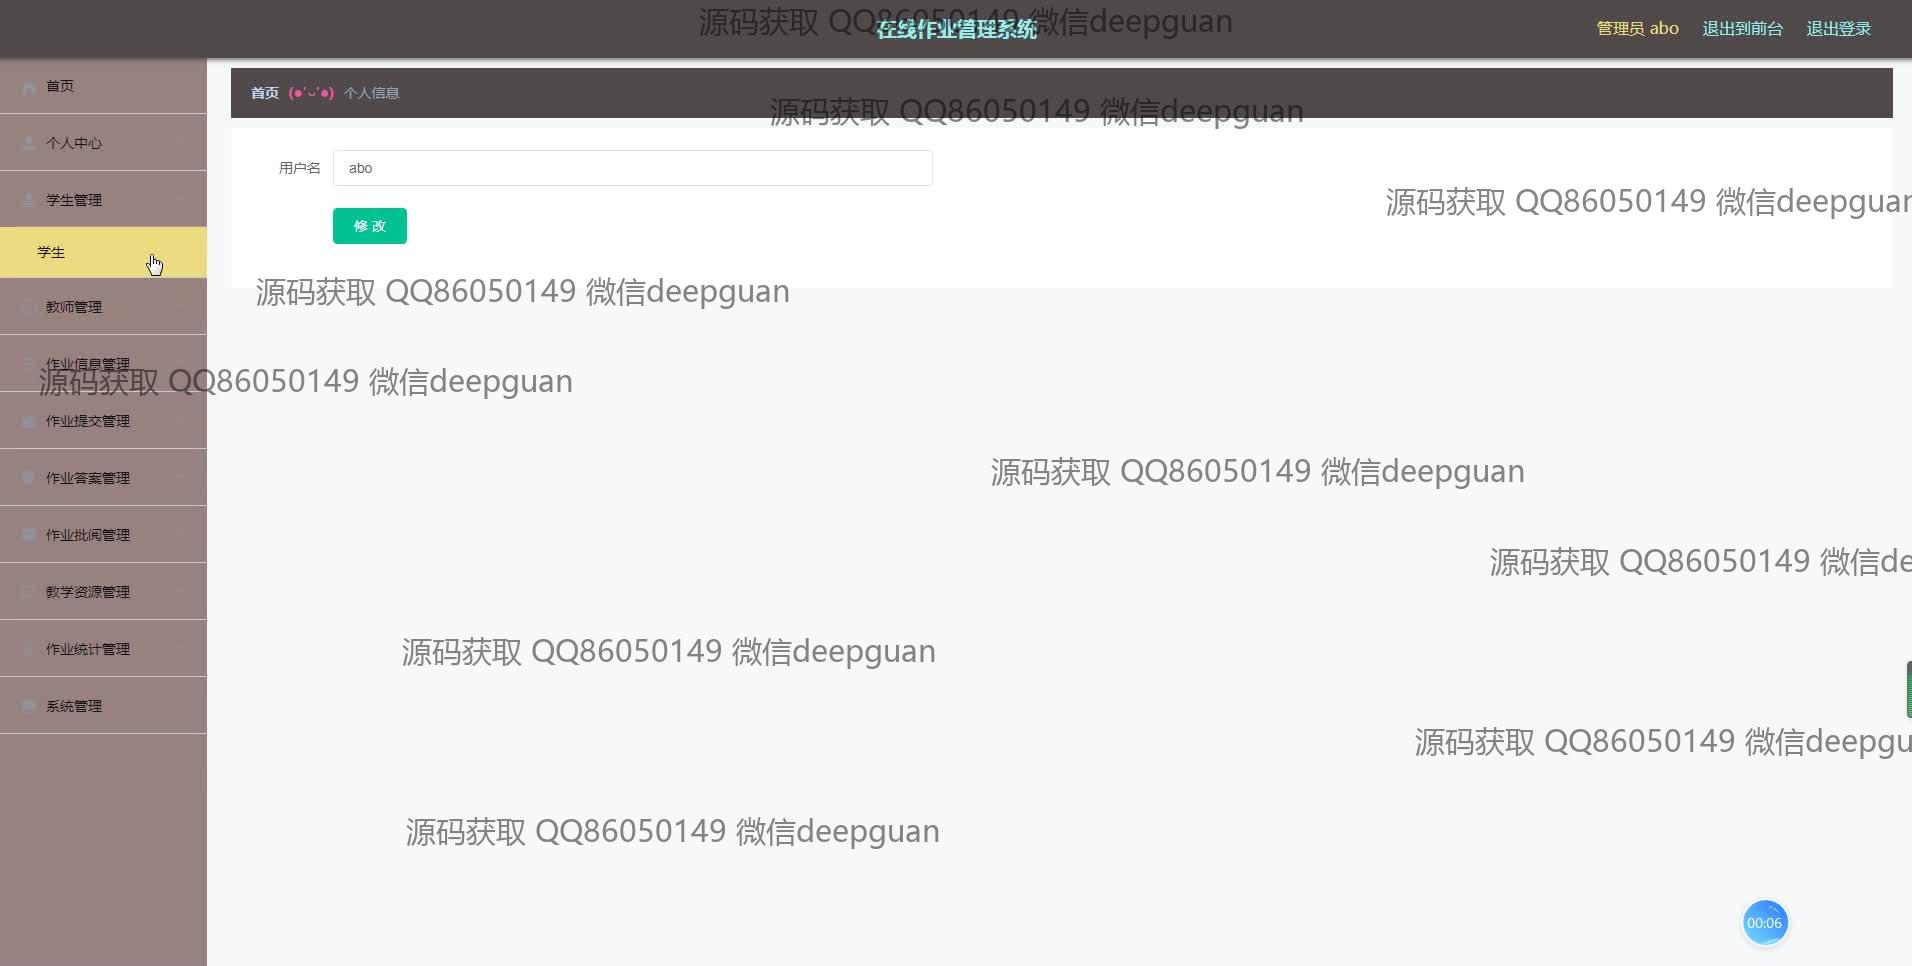 源码获取 QQ86050149 微信deepguan
在线作业管理系统
管理员 abo 退出到前台 退出登录
首页
首页 (●'◡'●) 个人信息
源码获取 QQ86050149 微信deepguan
个人中心
用户名 abo
学生管理
源码获取 QQ86050149 微信deepguan
修 改
学生
源码获取 QQ86050149 微信deepguan
教师管理
作业信息管理
源码获取 QQ86050149 微信deepguan
作业提交管理
源码获取 QQ86050149 微信deepguan
作业答案管理
作业批阅管理
源码获取 QQ86050149 微信de
教学资源管理
作业统计管理
源码获取 QQ86050149 微信deepguan
系统管理
源码获取 QQ86050149 微信deepgu
源码获取 QQ86050149 微信deepguan
00:06